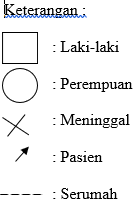 Keterangan :
: Laki-laki
: Perempuan
: Meninggal
: Pasien
: Serumah